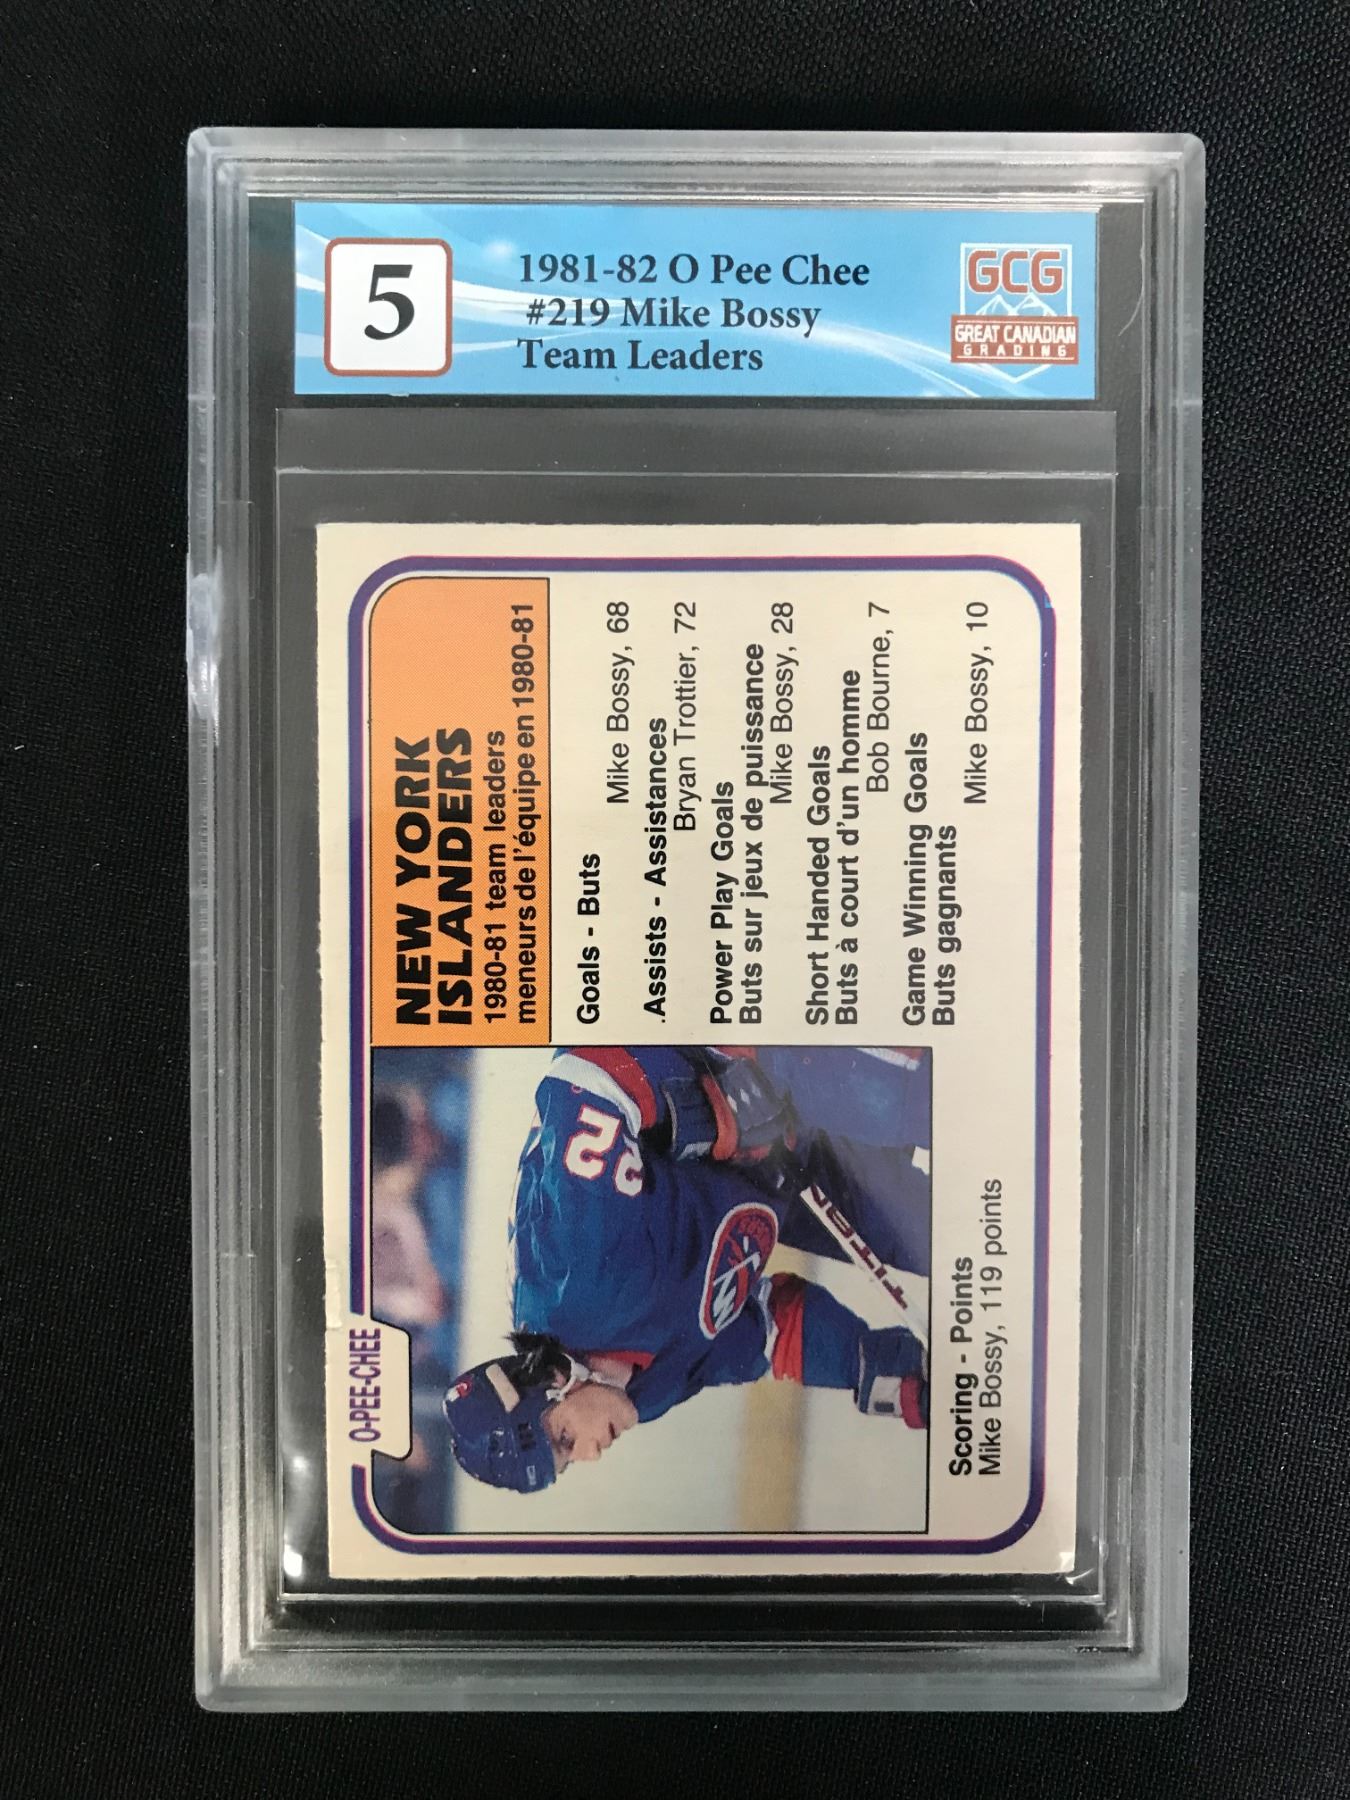 5
1981-82 O Pee Chee
#219 Mike Bossy
Team Leaders
GCG
GREAT CANADIAN
GRADING
O-PEE-CHEE
NEW YORK
ISLANDERS
1980-81 team leaders
meneurs de l'équipe en 1980-81
Goals - Buts
Mike Bossy, 68
.Assists - Assistances
Bryan Trottier, 72
Power Play Goals
Buts sur jeux de puissance
Mike Bossy, 28
Short Handed Goals
Buts à court d'un homme
Bob Bourne, 7
Game Winning Goals
Buts gagnants
Mike Bossy, 10
Scoring - Points
Mike Bossy, 119 points
22
TITAN